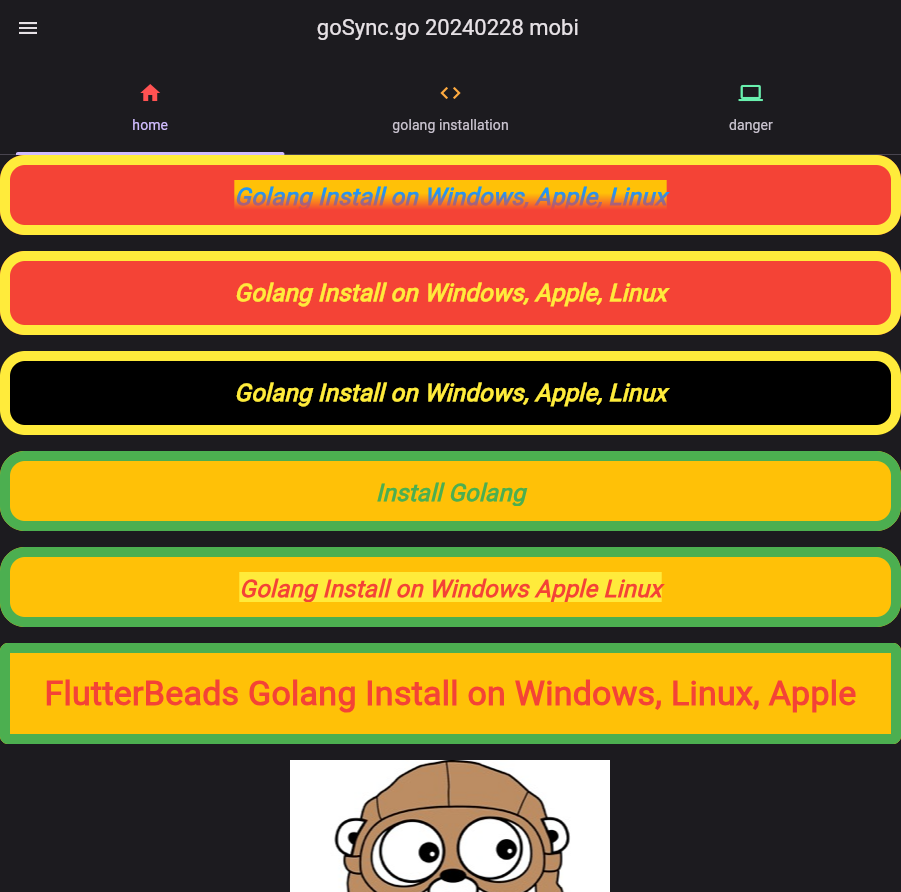 goSync.go 20240228 mobi
home
golang installation
danger
Golang Install on Windows, Apple, Linux
Golang Install on Windows, Apple, Linux
Golang Install on Windows, Apple, Linux
Install Golang
Golang Install on Windows Apple Linux
FlutterBeads Golang Install on Windows, Linux, Apple